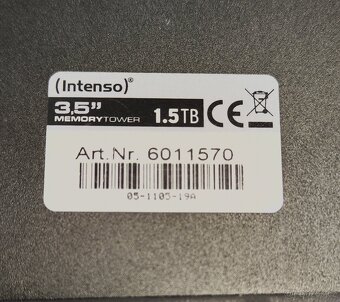 (Intenso)®
3,5"
MEMORYTOWER 1.5TB CE
Art.Nr. 6011570
05-1105-19A